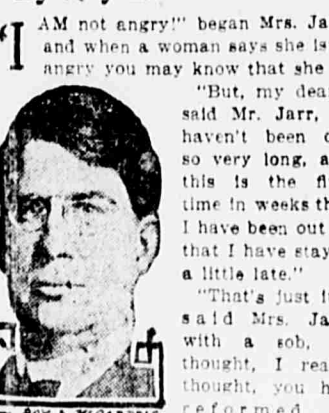 "I AM not angry!" began Mrs. Ja
and when a woman says she is
angry you may know that she
"But, my dear
said Mr. Jarr,
haven't been o
so very long, a
this is the fi
time in weeks th
I have been out
that I have stay
a little late."
"That's just it
said Mrs. Ja
with a sob,
thought, I rea
thought, you h
reformed